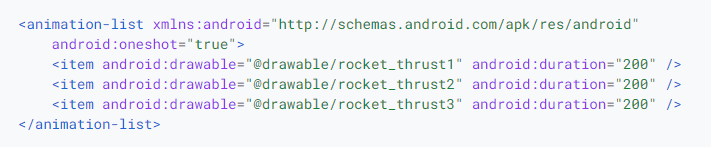 <animation-list xmlns:android="http://schemas.android.com/apk/res/android"
    android:oneshot="true">
    <item android:drawable="@drawable/rocket_thrust1" android:duration="200" />
    <item android:drawable="@drawable/rocket_thrust2" android:duration="200" />
    <item android:drawable="@drawable/rocket_thrust3" android:duration="200" />
</animation-list>